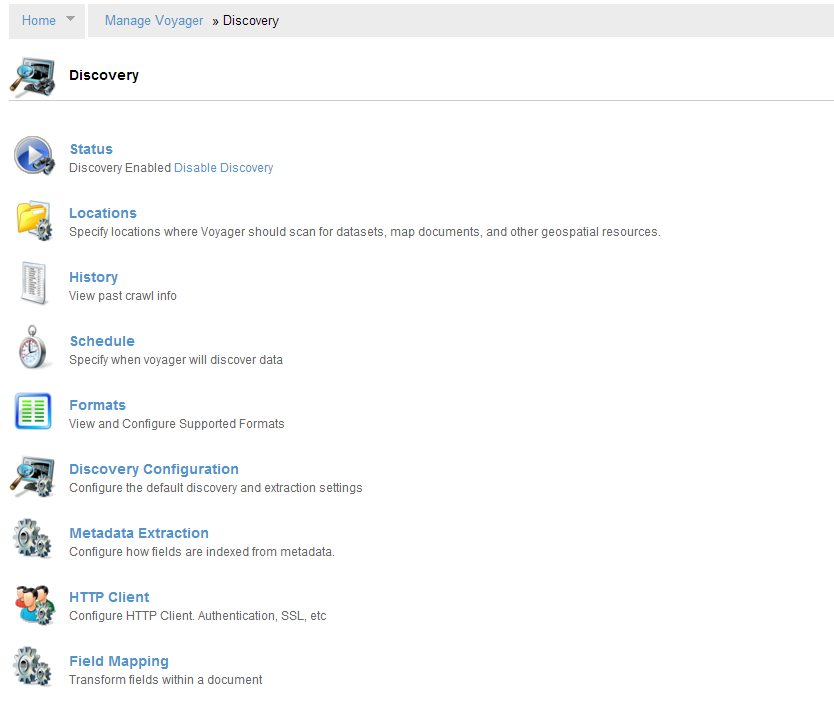 Home Manage Voyager » Discovery
Discovery
Status
Discovery Enabled Disable Discovery
Locations
Specify locations where Voyager should scan for datasets, map documents, and other geospatial resources.
History
View past crawl info
Schedule
Specify when voyager will discover data
Formats
View and Configure Supported Formats
Discovery Configuration
Configure the default discovery and extraction settings
Metadata Extraction
Configure how fields are indexed from metadata.
HTTP Client
Configure HTTP Client. Authentication, SSL, etc
Field Mapping
Transform fields within a document